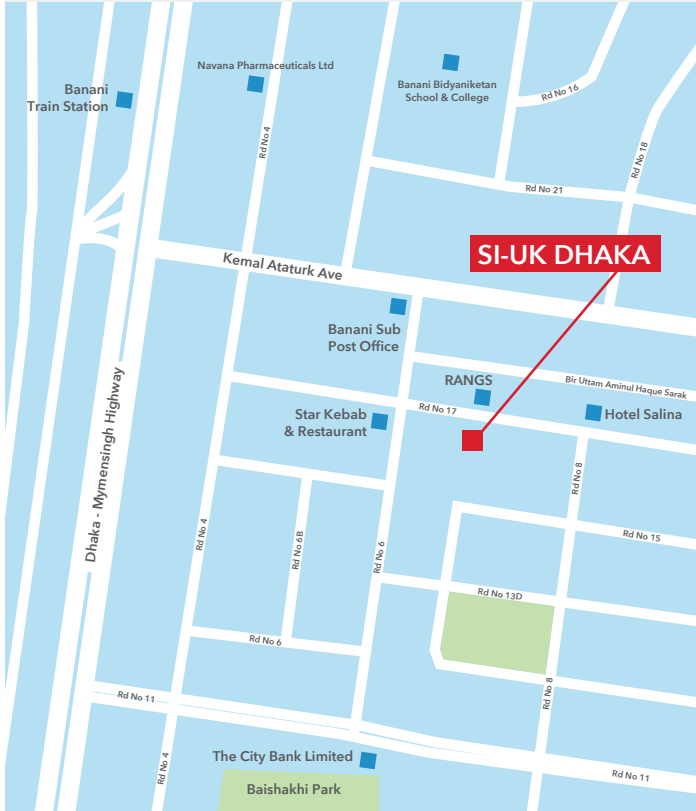 Navana Pharmaceuticals Ltd
Banani
Train Station
Banani Bidyaniketan
School & College
Rd No 16
Rd No 4
Rd No 18
Rd No 21
SI-UK DHAKA
Kemal Ataturk Ave
Banani Sub
Post Office
RANGS
Bir Uttam Aminul Haque Sarak
Star Kebab
& Restaurant
Rd No 17
Hotel Salina
Dhaka - Mymensingh Highway
Rd No 8
Rd No 4
Rd No 6B
Rd No 6
Rd No 15
Rd No 13D
Rd No 6
Rd No 8
Rd No 11
Rd No 4
The City Bank Limited
Rd No 11
Baishakhi Park